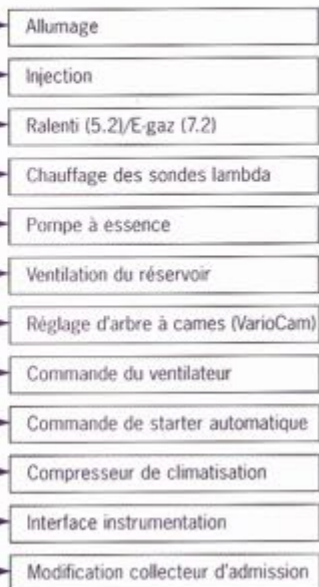 Allumage
Injection
Ralenti (5.2)/E-gaz (7.2)
Chauffage des sondes lambda
Pompe à essence
Ventilation du réservoir
Réglage d'arbre à cames (VarioCam)
Commande du ventilateur
Commande de starter automatique
Compresseur de climatisation
Interface instrumentation
Modification collecteur d'admission